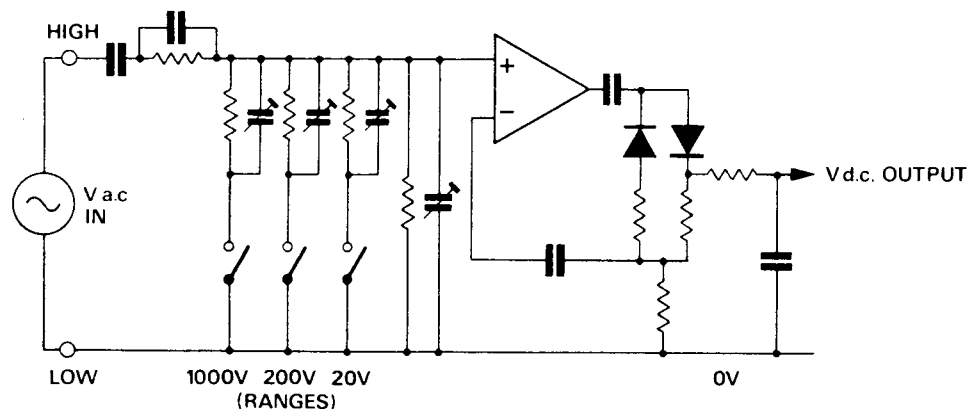 HIGH
+
−
V a.c
IN
V d.c. OUTPUT
LOW
1000V 200V 20V
(RANGES)
0V